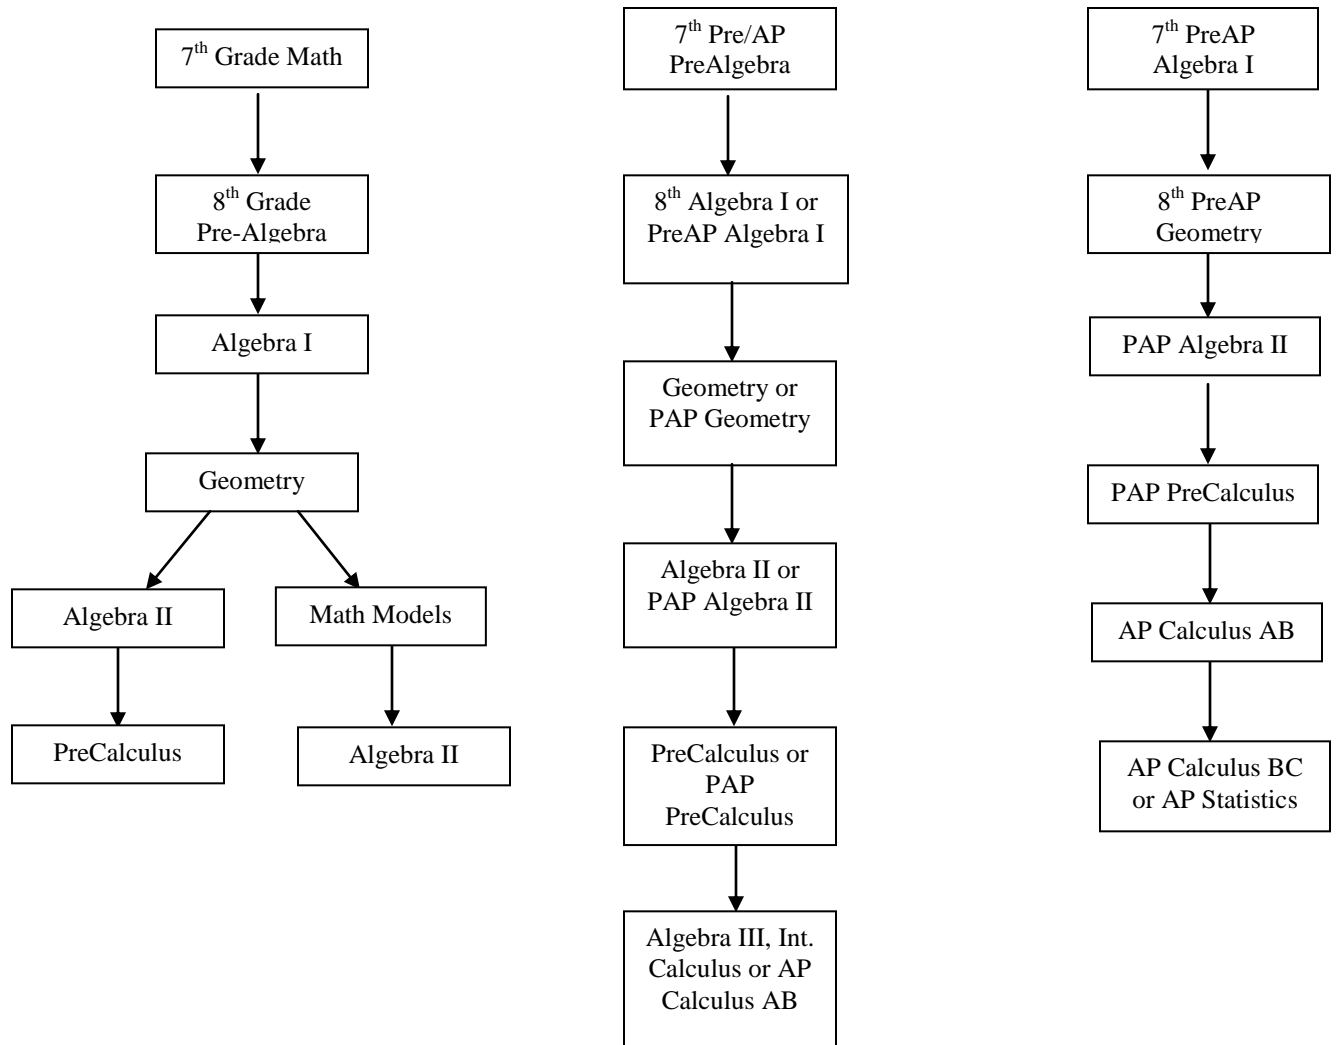 7th Grade Math
8th Grade
Pre-Algebra
Algebra I
Geometry
Algebra II
Math Models
PreCalculus
Algebra II
7th Pre/AP
PreAlgebra
8th Algebra I or
PreAP Algebra I
Geometry or
PAP Geometry
Algebra II or
PAP Algebra II
PreCalculus or
PAP
PreCalculus
Algebra III, Int.
Calculus or AP
Calculus AB
7th PreAP
Algebra I
8th PreAP
Geometry
PAP Algebra II
PAP PreCalculus
AP Calculus AB
AP Calculus BC
or AP Statistics